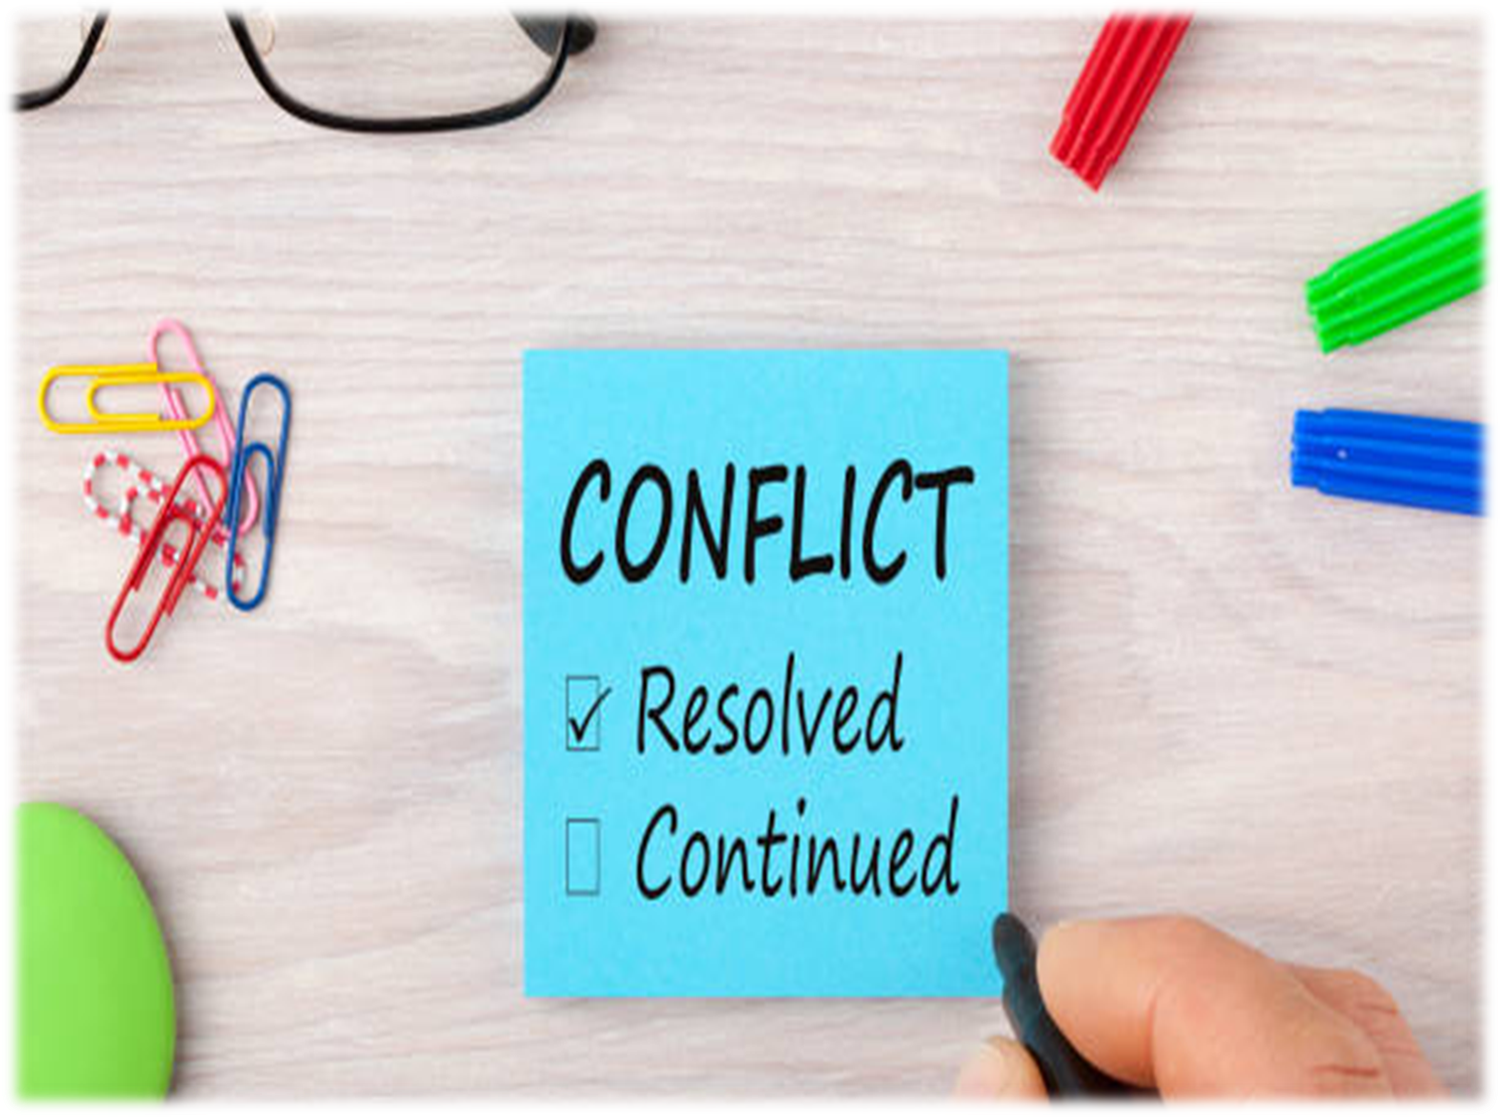 CONFLICT
☑ Resolved
☐ Continued